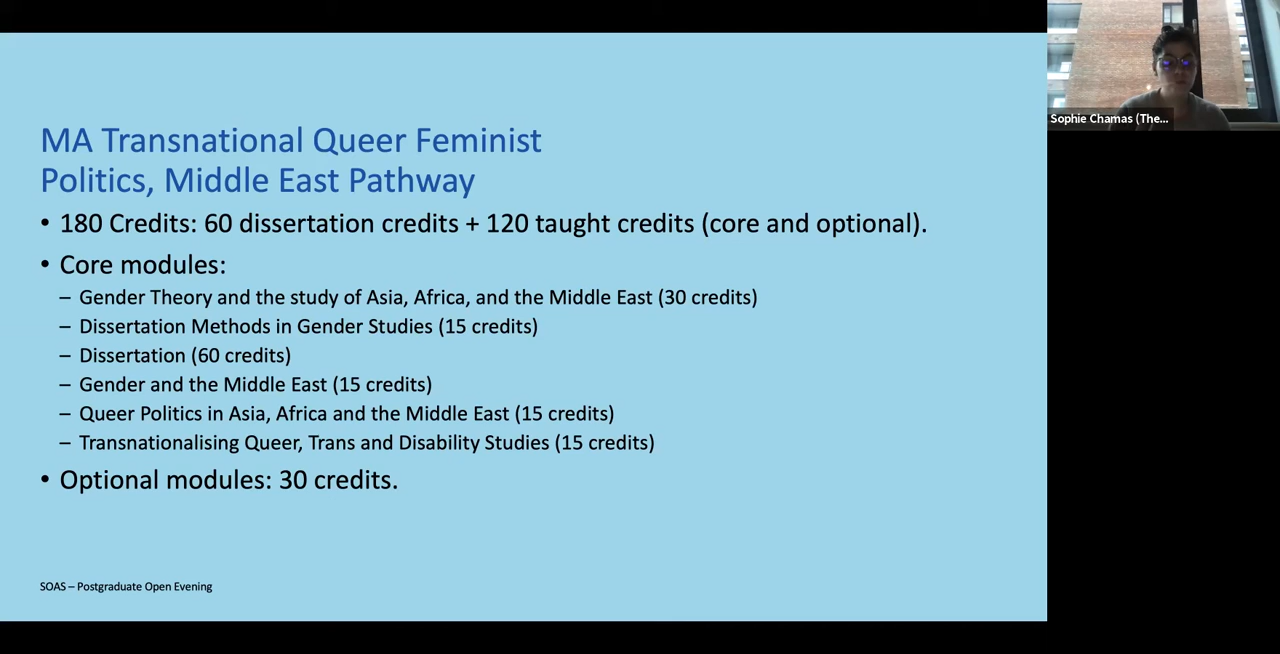 MA Transnational Queer Feminist
Politics, Middle East Pathway
• 180 Credits: 60 dissertation credits + 120 taught credits (core and optional).
• Core modules:
– Gender Theory and the study of Asia, Africa, and the Middle East (30 credits)
– Dissertation Methods in Gender Studies (15 credits)
– Dissertation (60 credits)
– Gender and the Middle East (15 credits)
– Queer Politics in Asia, Africa and the Middle East (15 credits)
– Transnationalising Queer, Trans and Disability Studies (15 credits)
• Optional modules: 30 credits.
SOAS – Postgraduate Open Evening
Sophie Chamas (The...